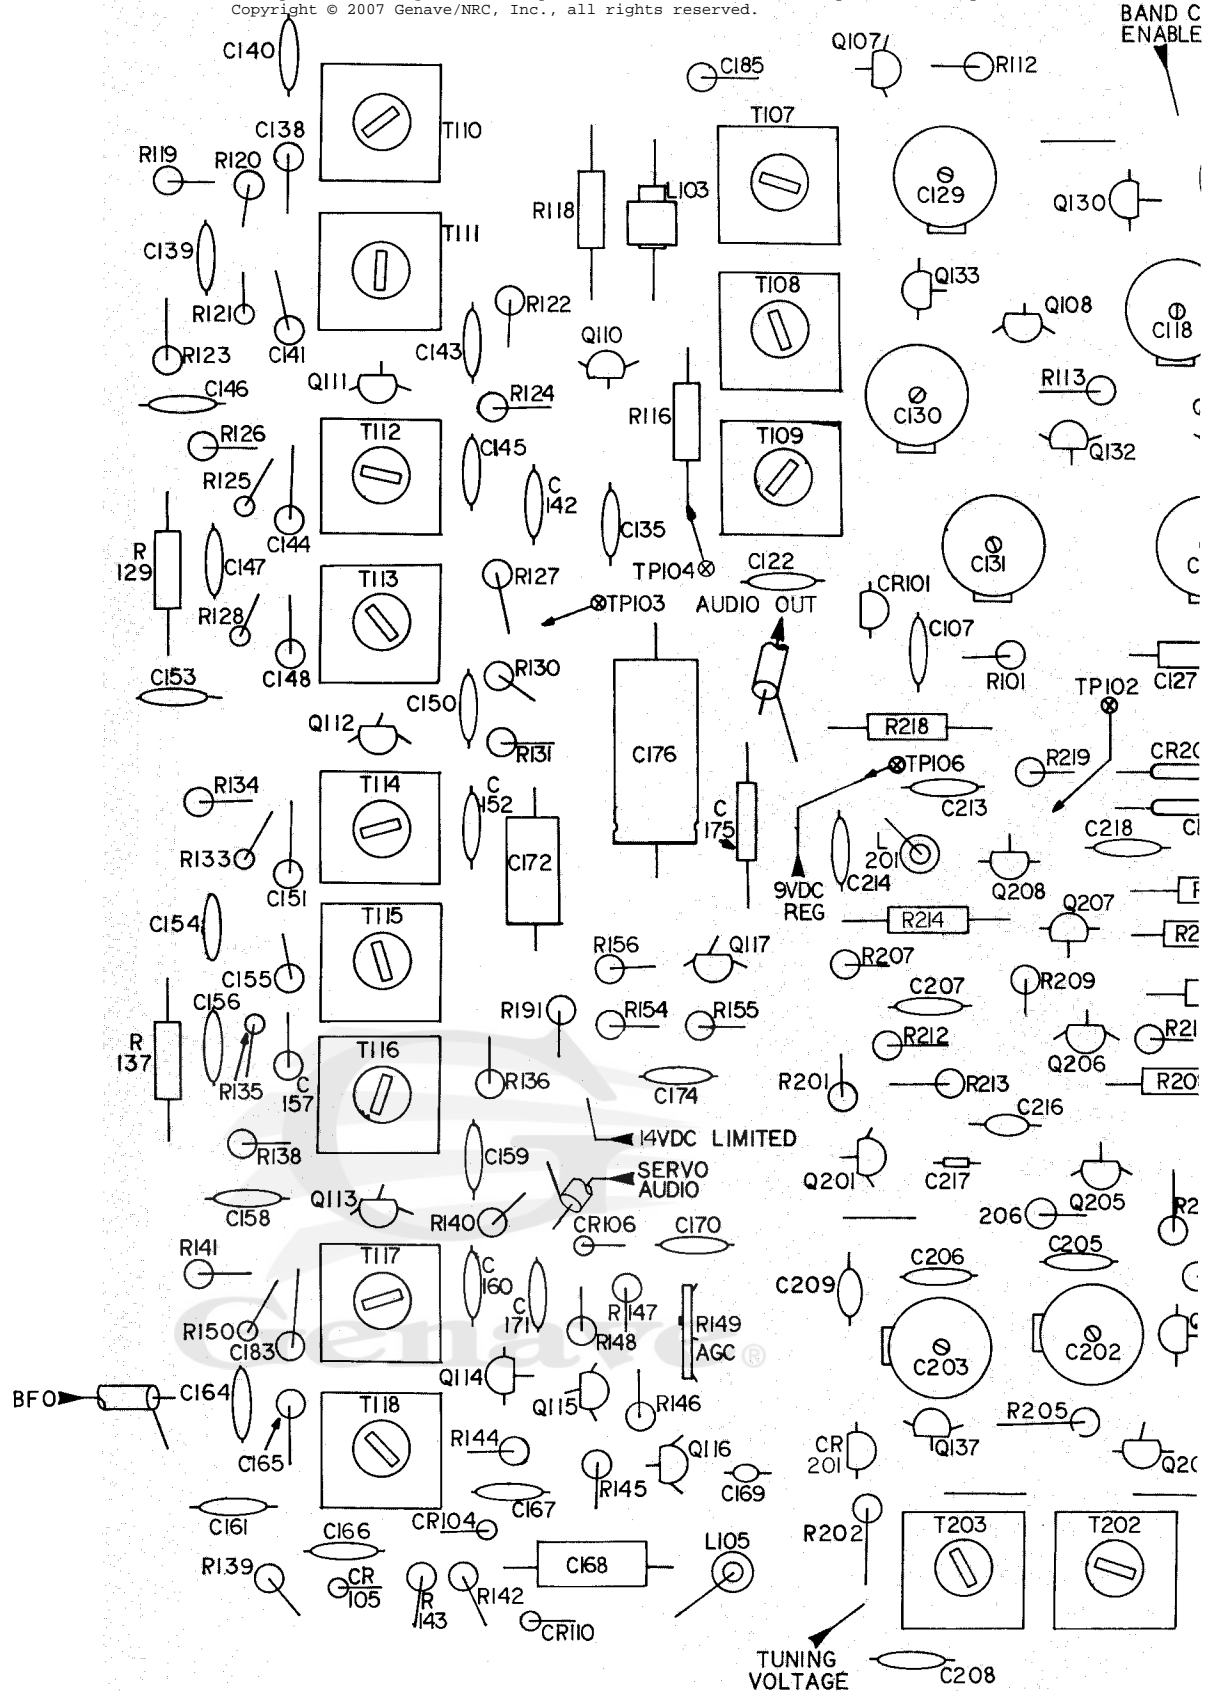 Copyright © 2007 Genave/NRC, Inc., all rights reserved.
BAND C
ENABLE
C140
Q107
C185
R112
T110
T107
C138
R119
R120
R118
L103
C129
Q130
T111
C139
Q133
T108
R121
R122
Q108
C118
C141
C143
Q110
R123
Q111
C146
R124
R116
C130
R113
R126
T112
C145
T109
Q132
R125
C
142
C135
C144
R
129
C147
T113
R127
TP104
C122
C131
CR101
R128
TP103
AUDIO OUT
C107
C153
C148
C150
R130
R101
TP102
C127
Q112
R131
C176
R218
TP106
R219
CR20
R134
T114
C
152
C
175
C213
C218
R133
C172
L
201
C214
Q208
C151
9VDC
REG
C154
T115
R214
Q207
R2
R156
Q117
R207
C155
C156
R191
R154
R155
C207
R209
R
137
T116
R212
Q206
R21
R135
C
157
R136
C174
R201
R213
R20
14VDC LIMITED
C216
R138
C159
SERVO
AUDIO
Q201
C217
Q205
C158
Q113
R140
CR106
C170
206
R2
R141
T117
C
160
C
171
R147
C209
C206
C205
R150
C183
R148
R149
AGC
C203
C202
Genave®
BFO
C164
Q114
Q115
R146
T118
C165
R144
R145
Q116
C169
CR
201
Q137
R205
Q20
C161
C166
C167
CR104
R202
T203
T202
R139
CR
105
R
143
R142
C168
L105
CR110
TUNING
VOLTAGE
C208